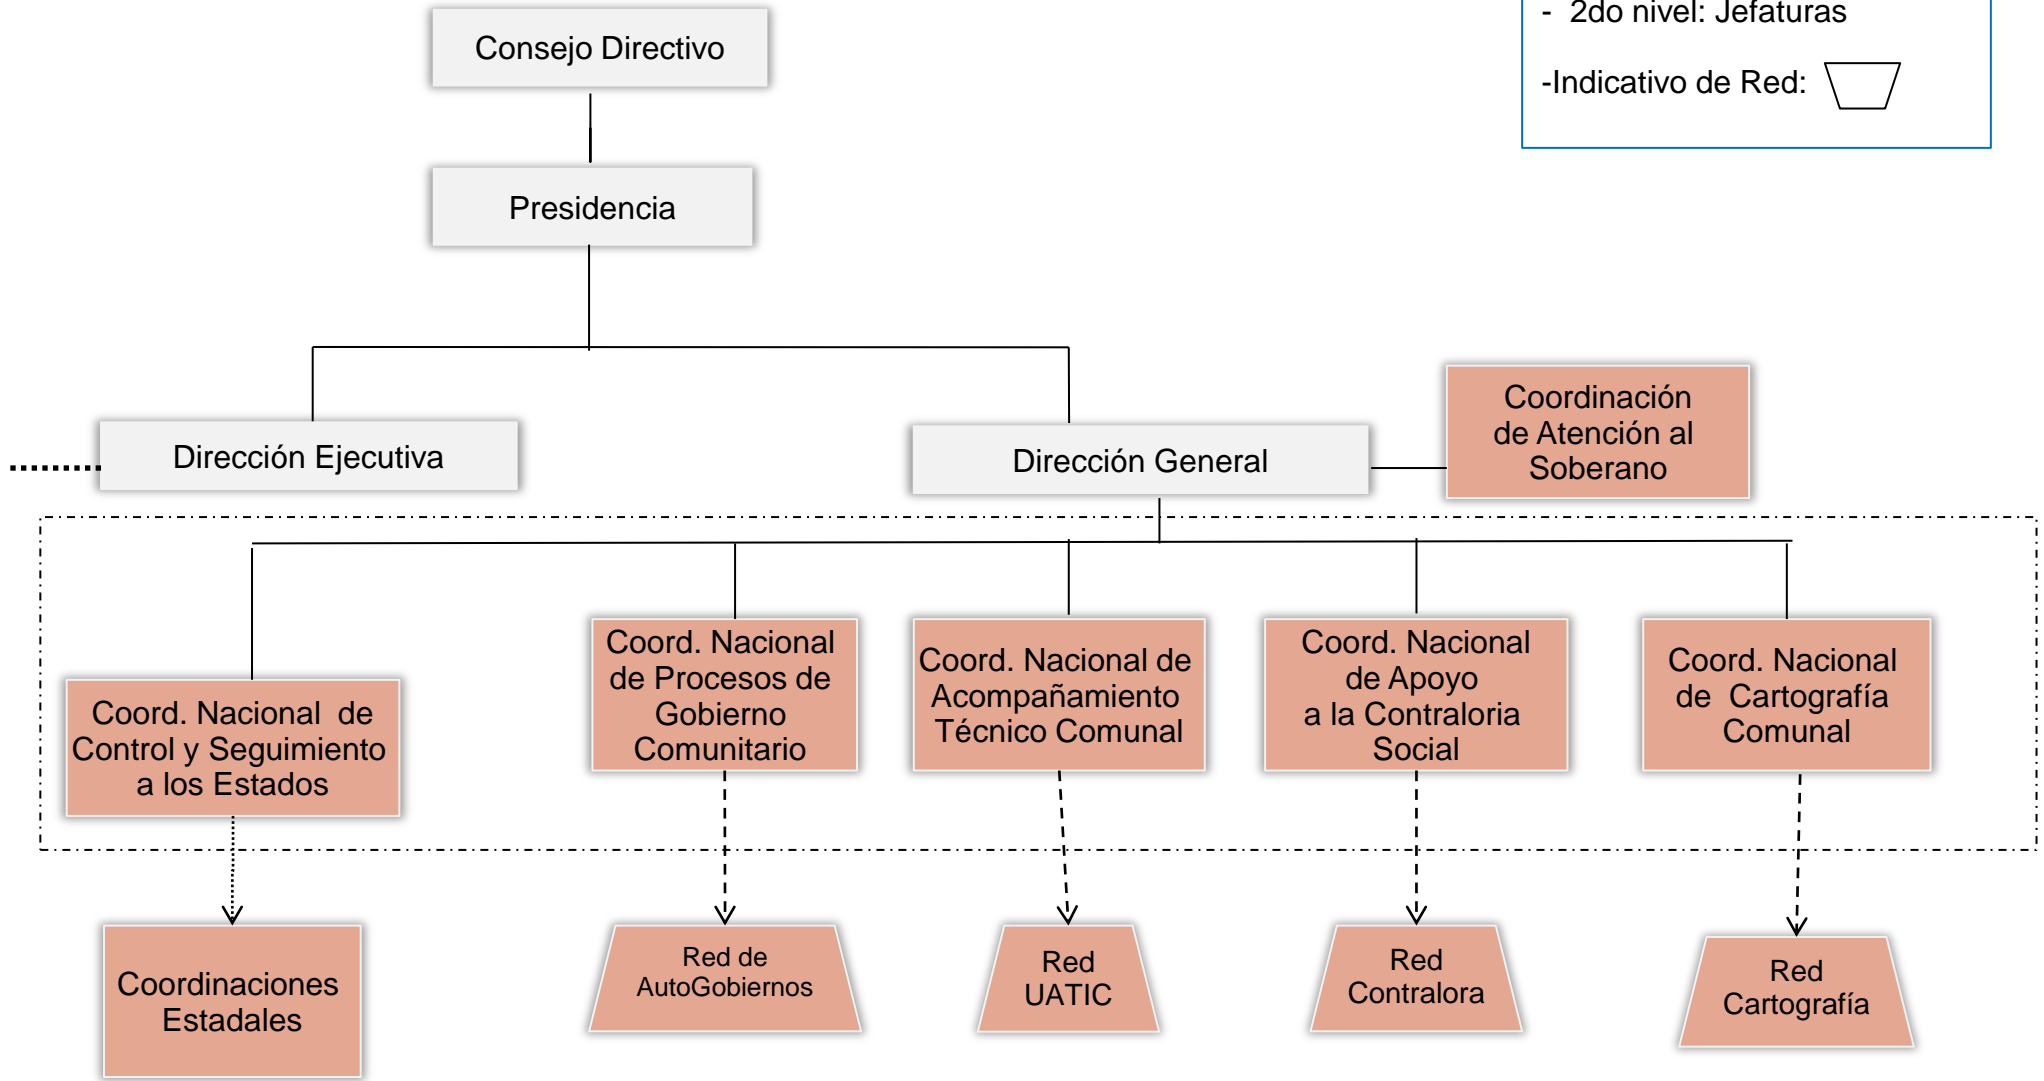 - 2do nivel: Jefaturas
-Indicativo de Red:
Consejo Directivo
Presidencia
Dirección Ejecutiva
Dirección General
Coordinación
de Atención al
Soberano
Coord. Nacional de
Control y Seguimiento
a los Estados
Coord. Nacional
de Procesos de
Gobierno
Comunitario
Coord. Nacional de
Acompañamiento
Técnico Comunal
Coord. Nacional
de Apoyo
a la Contraloria
Social
Coord. Nacional
de Cartografía
Comunal
Coordinaciones
Estadales
Red de
AutoGobiernos
Red
UATIC
Red
Contralora
Red
Cartografía